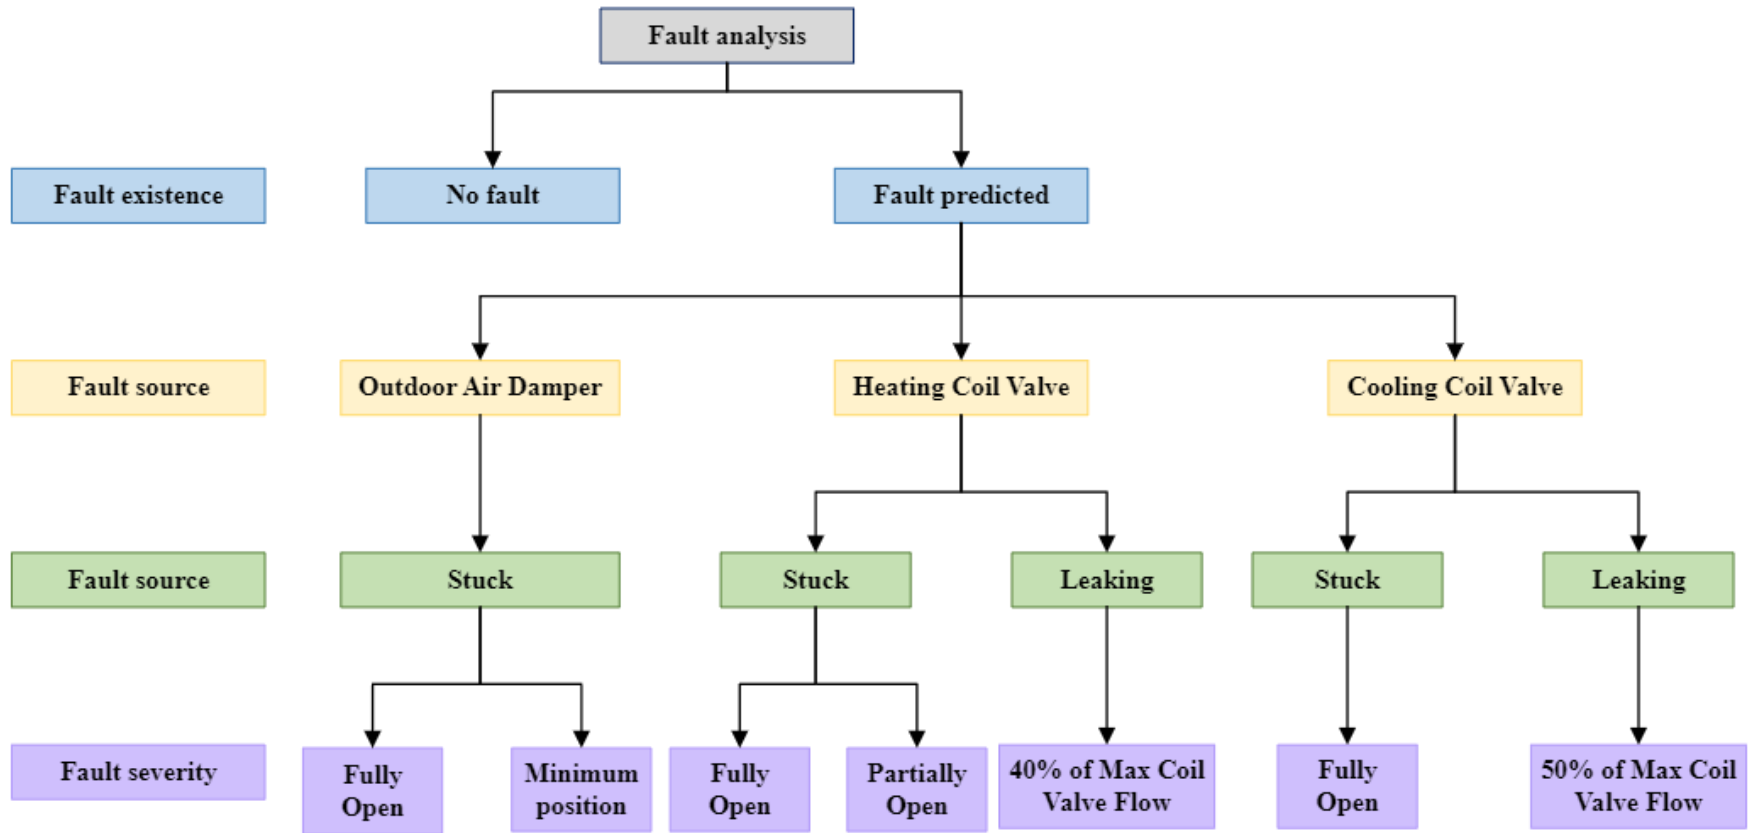 Fault analysis
Fault existence
No fault
Fault predicted
Fault source
Outdoor Air Damper
Heating Coil Valve
Cooling Coil Valve
Fault source
Stuck
Stuck
Leaking
Stuck
Leaking
Fault severity
Fully
Open
Minimum
position
Fully
Open
Partially
Open
40% of Max Coil
Valve Flow
Fully
Open
50% of Max Coil
Valve Flow